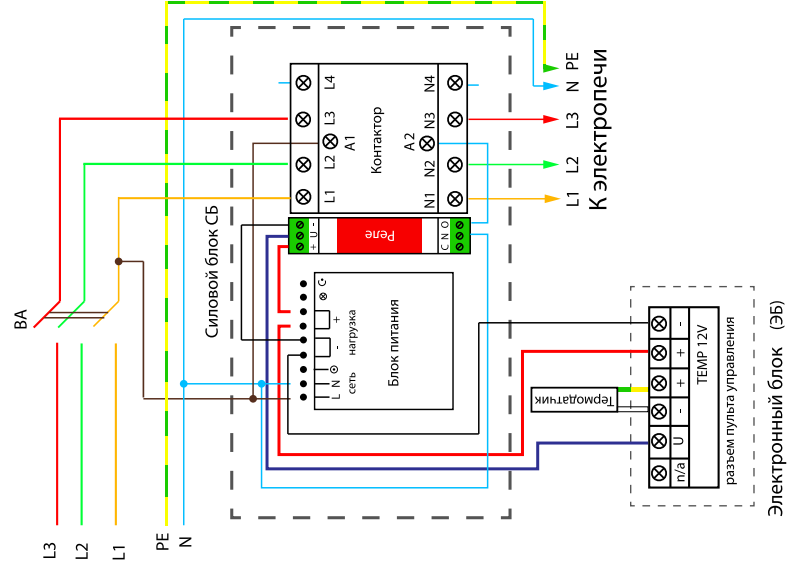 Силовой блок СБ
BA
L4
L3
L2
L1
A1
Контактор
A2
N4
N3
N2
N1
+ U -
Реле
C N O
L N
сеть
- +
нагрузка
Блок питания
PE
N
L3
L2
L1
К электропечи
L3
L2
L1
PE
N
Термодатчик
-
+
+
-
U
n/a
TEMP 12V
разъем пульта управления
Электронный блок (ЭБ)